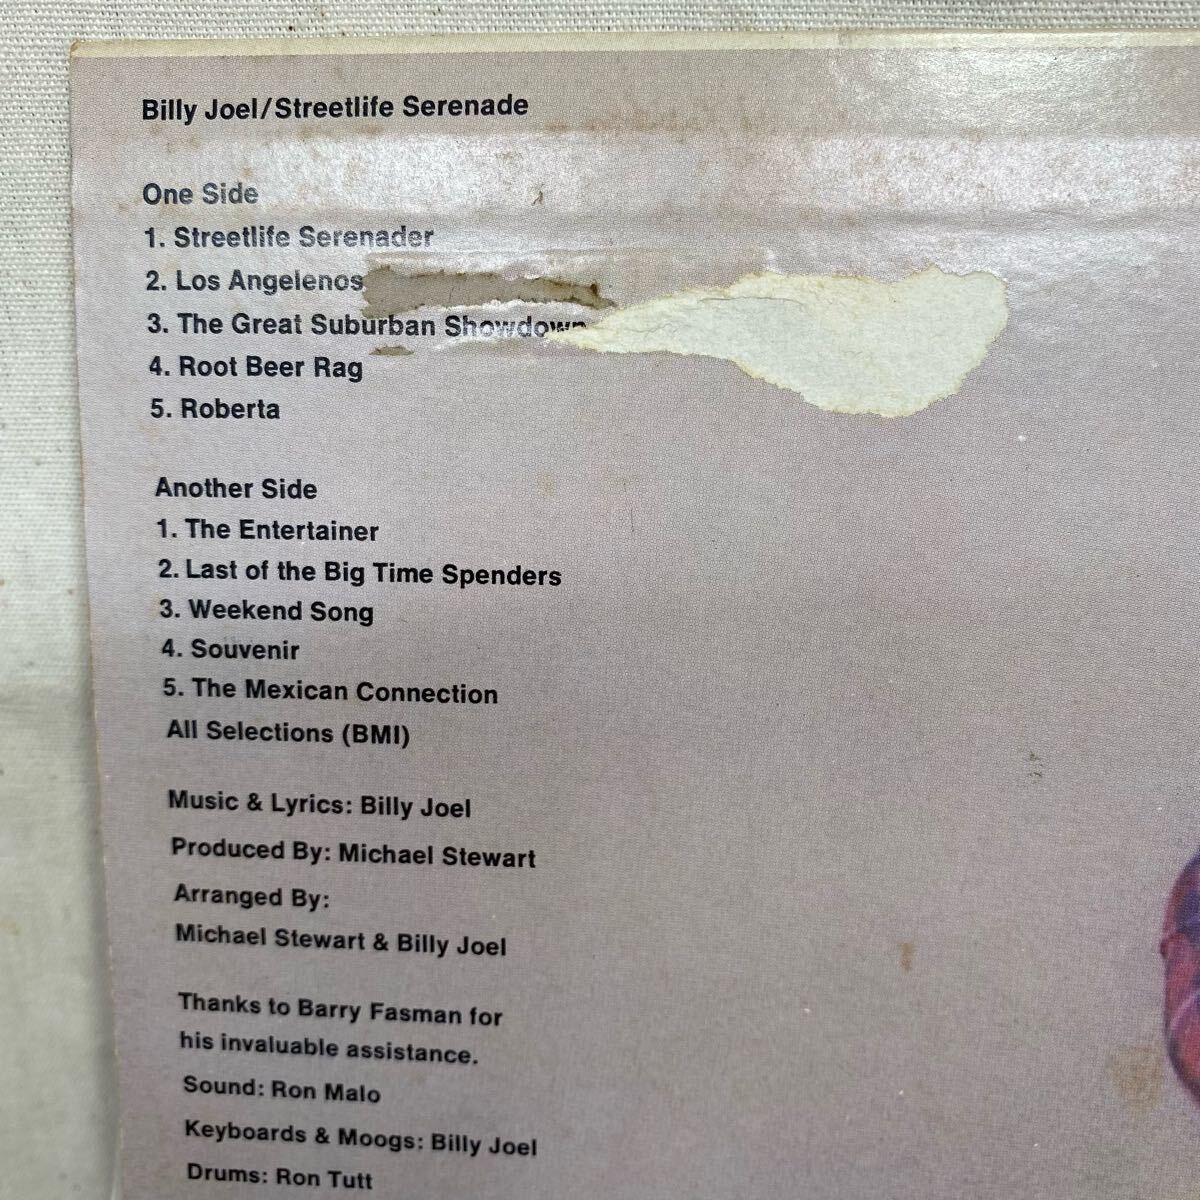 Billy Joel/Streetlife Serenade
One Side
1. Streetlife Serenader
2. Los Angelenos
3. The Great Suburban Showdown
4. Root Beer Rag
5. Roberta
Another Side
1. The Entertainer
2. Last of the Big Time Spenders
3. Weekend Song
4. Souvenir
5. The Mexican Connection
All Selections (BMI)
Music & Lyrics: Billy Joel
Produced By: Michael Stewart
Arranged By:
Michael Stewart & Billy Joel
Thanks to Barry Fasman for
his invaluable assistance.
Sound: Ron Malo
Keyboards & Moogs: Billy Joel
Drums: Ron Tutt